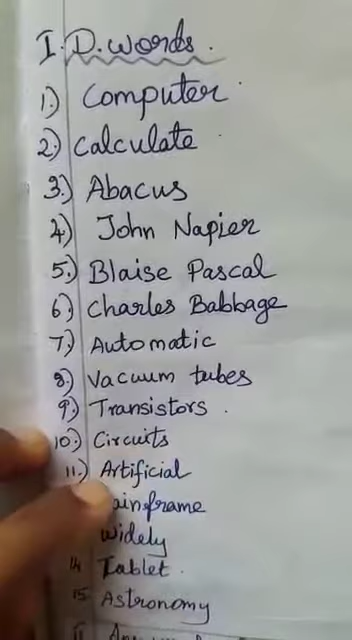 I. D. words.
1) Computer
2) Calculate
3) Abacus
4) John Napier
5) Blaise Pascal
6) Charles Babbage
7) Automatic
8) Vacuum tubes
9) Transistors.
10) Circuits
11.) Artificial
ainframe
Widely
14 Tablet.
15 Astronomy